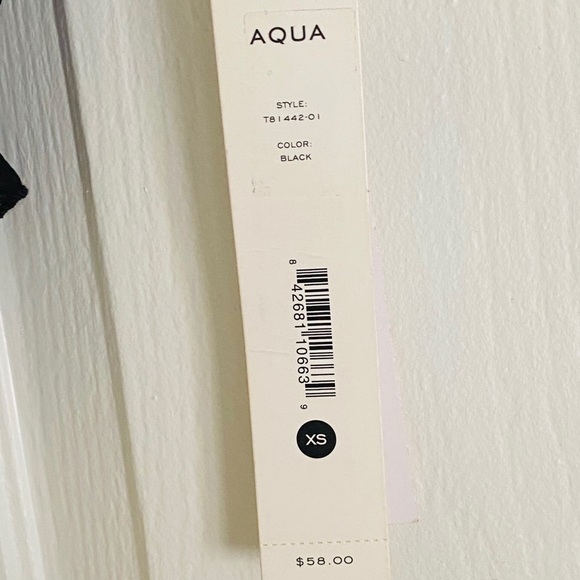 AQUA
STYLE:
T81442-01
COLOR:
BLACK
8 42681 10663 9
XS
$58.00